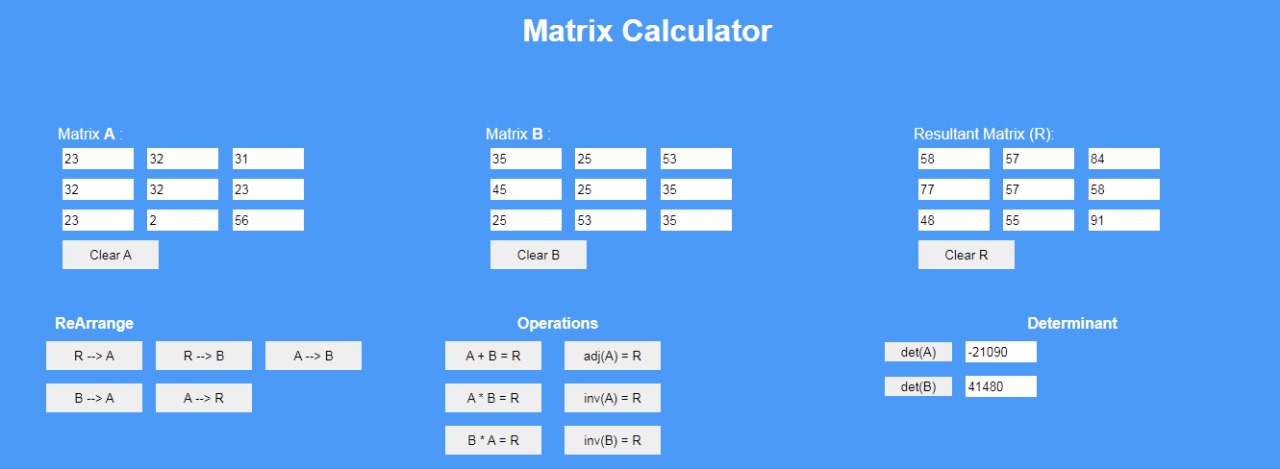 Matrix Calculator
Matrix A : Matrix B : Resultant Matrix (R):
23 32 31 35 25 53 58 57 84
32 32 23 45 25 35 77 57 58
23 2 56 25 53 35 48 55 91
Clear A Clear B Clear R
ReArrange Operations Determinant
R --> A R --> B A --> B A + B = R adj(A) = R det(A) -21090
B --> A A --> R A * B = R inv(A) = R det(B) 41480
B * A = R inv(B) = R